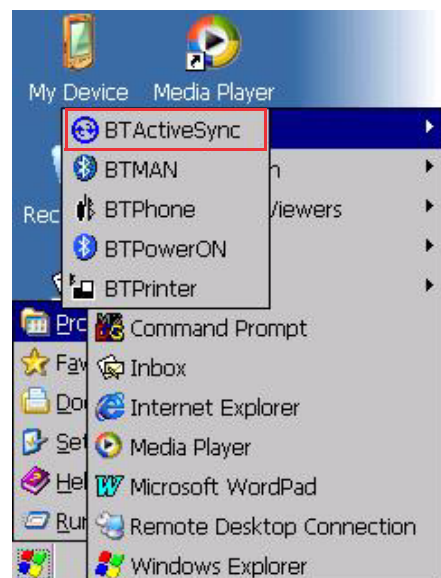 My Device Media Player
BTActiveSync
BTMAN
BTPhone
Viewers
BTPowerON
BTPrinter
Command Prompt
Inbox
Internet Explorer
Media Player
Microsoft WordPad
Remote Desktop Connection
Windows Explorer